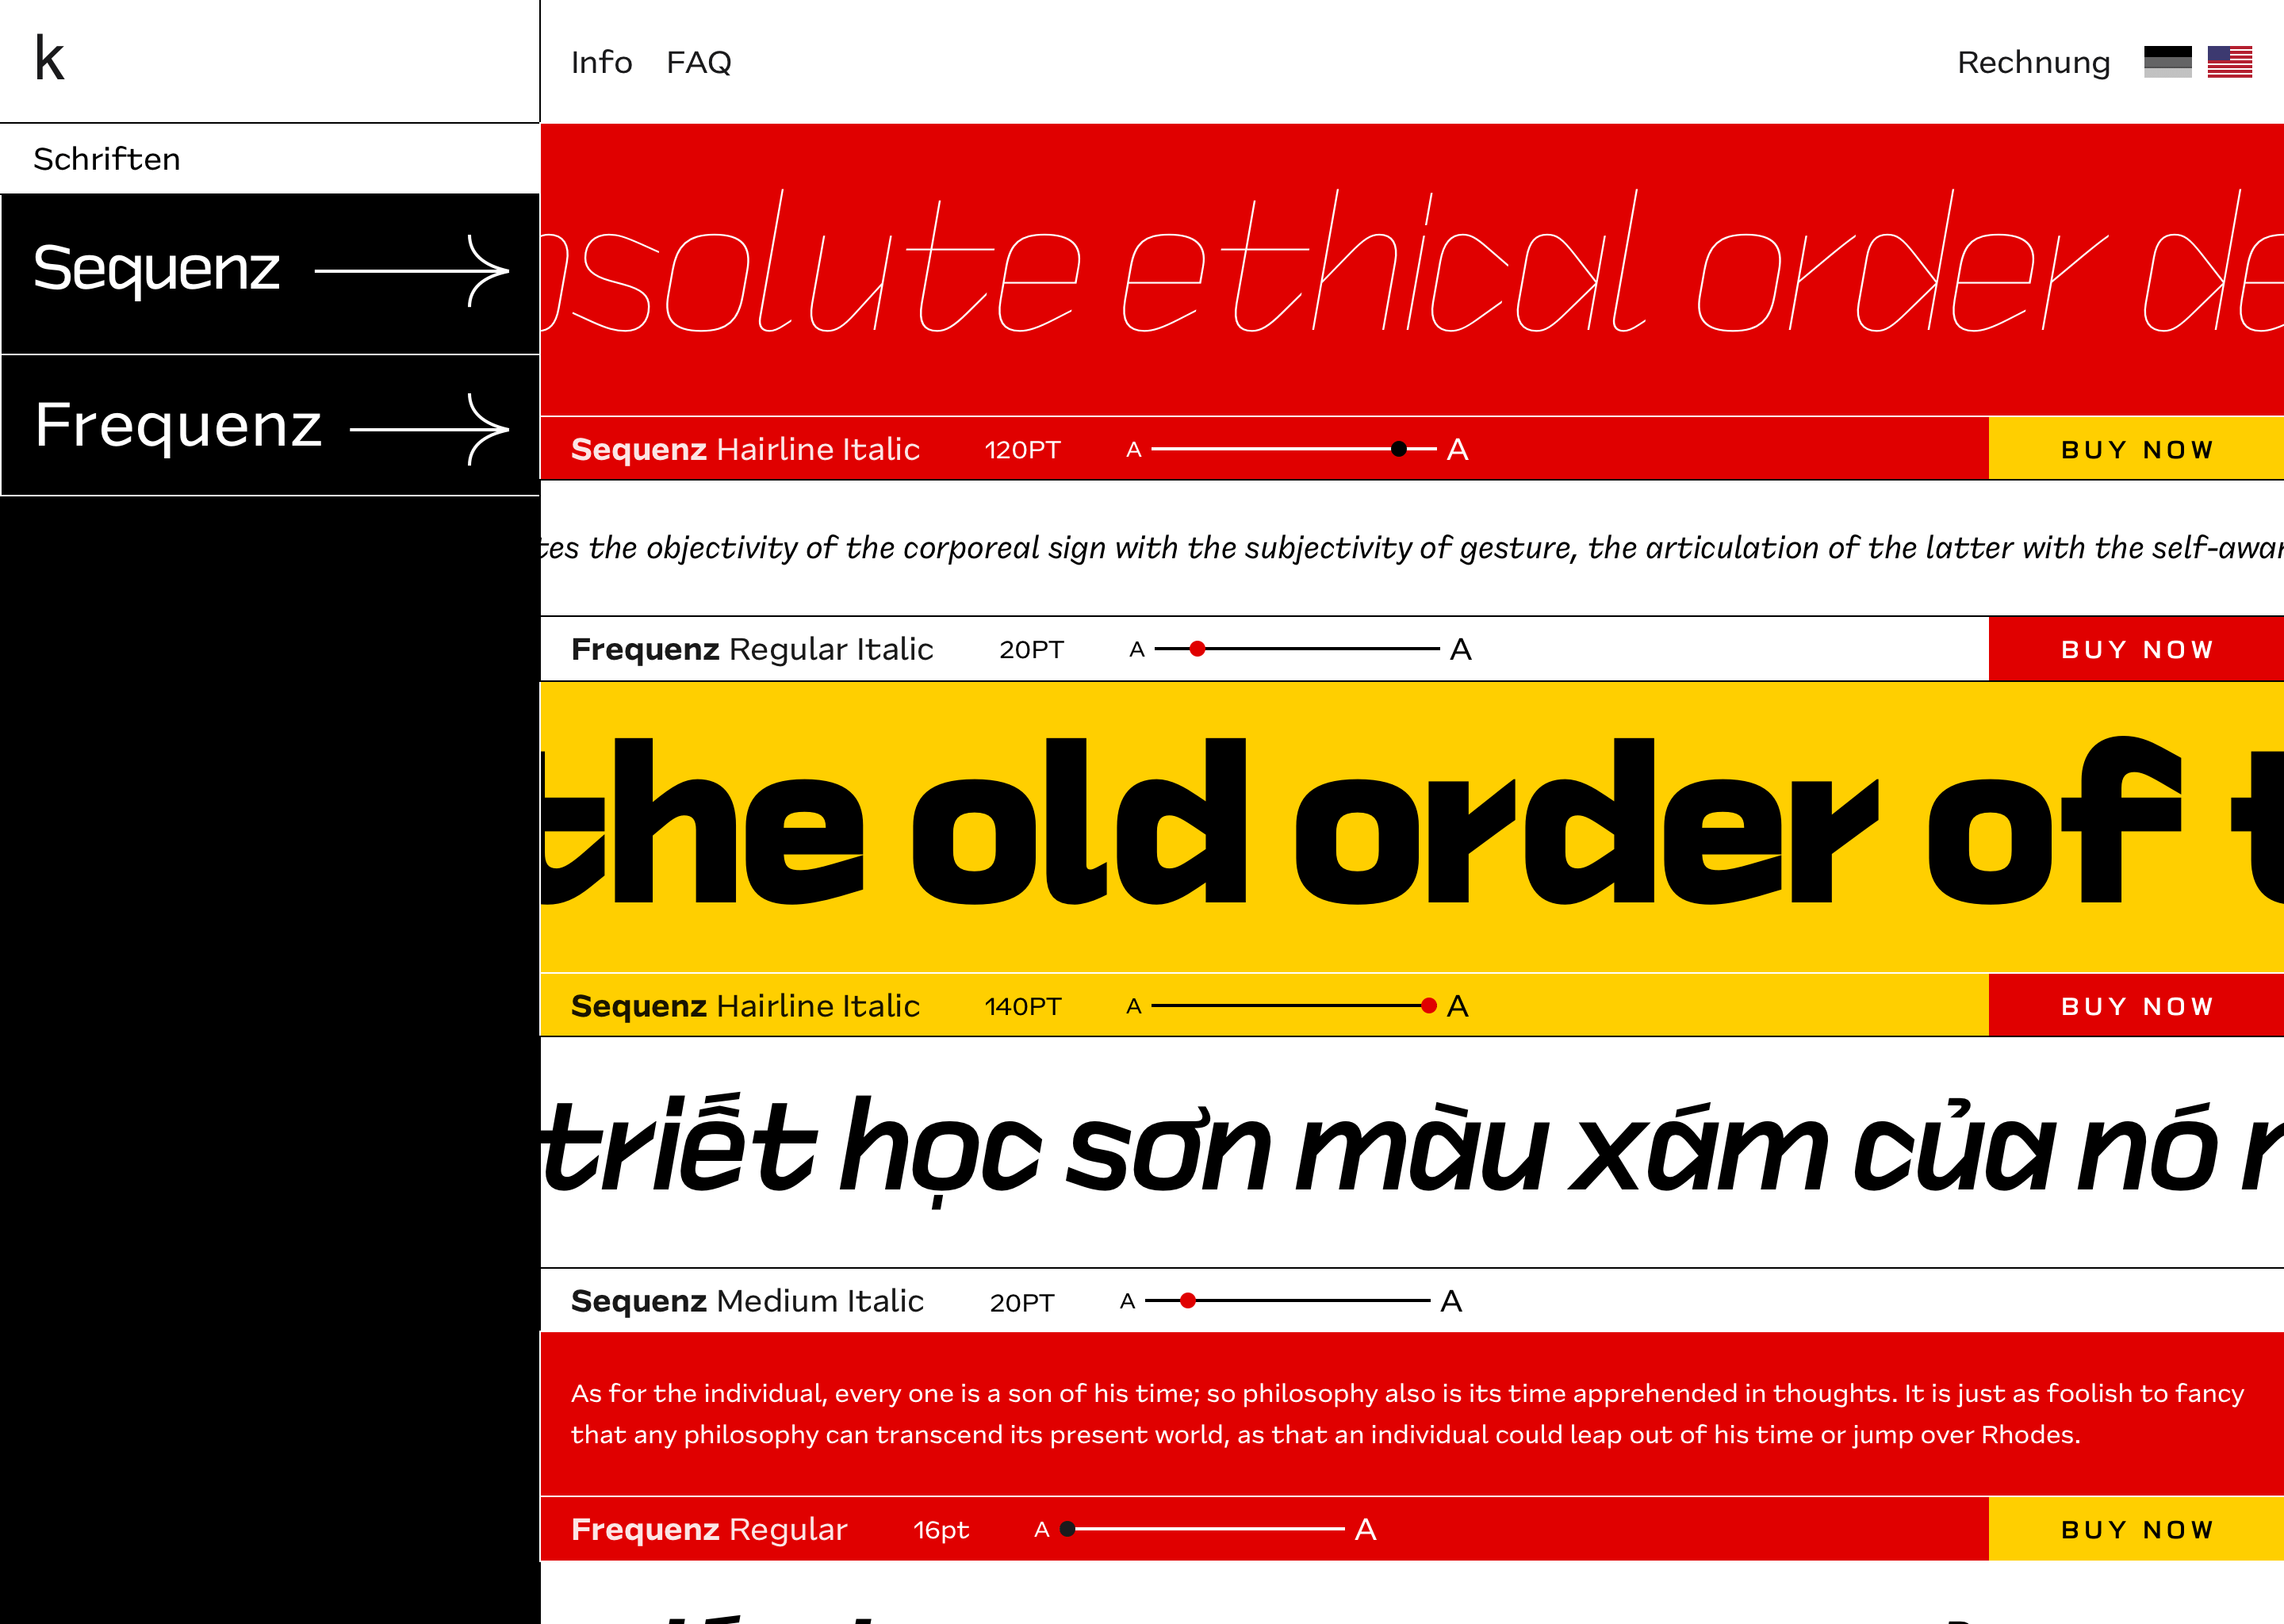 k
Info FAQ
Rechnung
Schriften
Sequenz
Frequenz
solute ethical order
Sequenz Hairline Italic 120PT A A BUY NOW
the objectivity of the corporeal sign with the subjectivity of gesture, the articulation of the latter with the
Frequenz Regular Italic 20PT A A BUY NOW
the old order of
Sequenz Hairline Italic 140PT A A BUY NOW
triết học sơn màu xám của nó
Sequenz Medium Italic 20PT A A
As for the individual, every one is a son of his time; so philosophy also is its time apprehended in thoughts. It is just as foolish to fancy
that any philosophy can transcend its present world, as that an individual could leap out of his time or jump over Rhodes.
Frequenz Regular 16pt A A BUY NOW